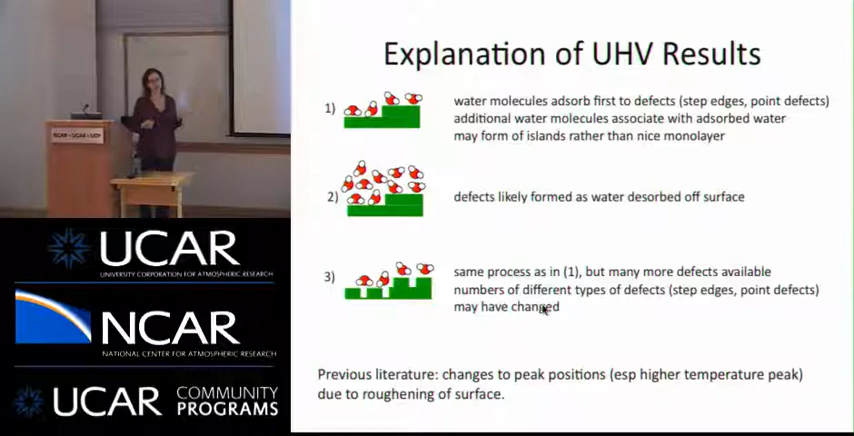 Explanation of UHV Results
1) water molecules adsorb first to defects (step edges, point defects)
additional water molecules associate with adsorbed water
may form of islands rather than nice monolayer
2) defects likely formed as water desorbed off surface
3) same process as in (1), but many more defects available
numbers of different types of defects (step edges, point defects)
may have changed
Previous literature: changes to peak positions (esp higher temperature peak)
due to roughening of surface.
NCAR • UCAR • UCP
UCAR
UNIVERSITY CORPORATION FOR ATMOSPHERIC RESEARCH
NCAR
NATIONAL CENTER FOR ATMOSPHERIC RESEARCH
UCAR COMMUNITY
PROGRAMS